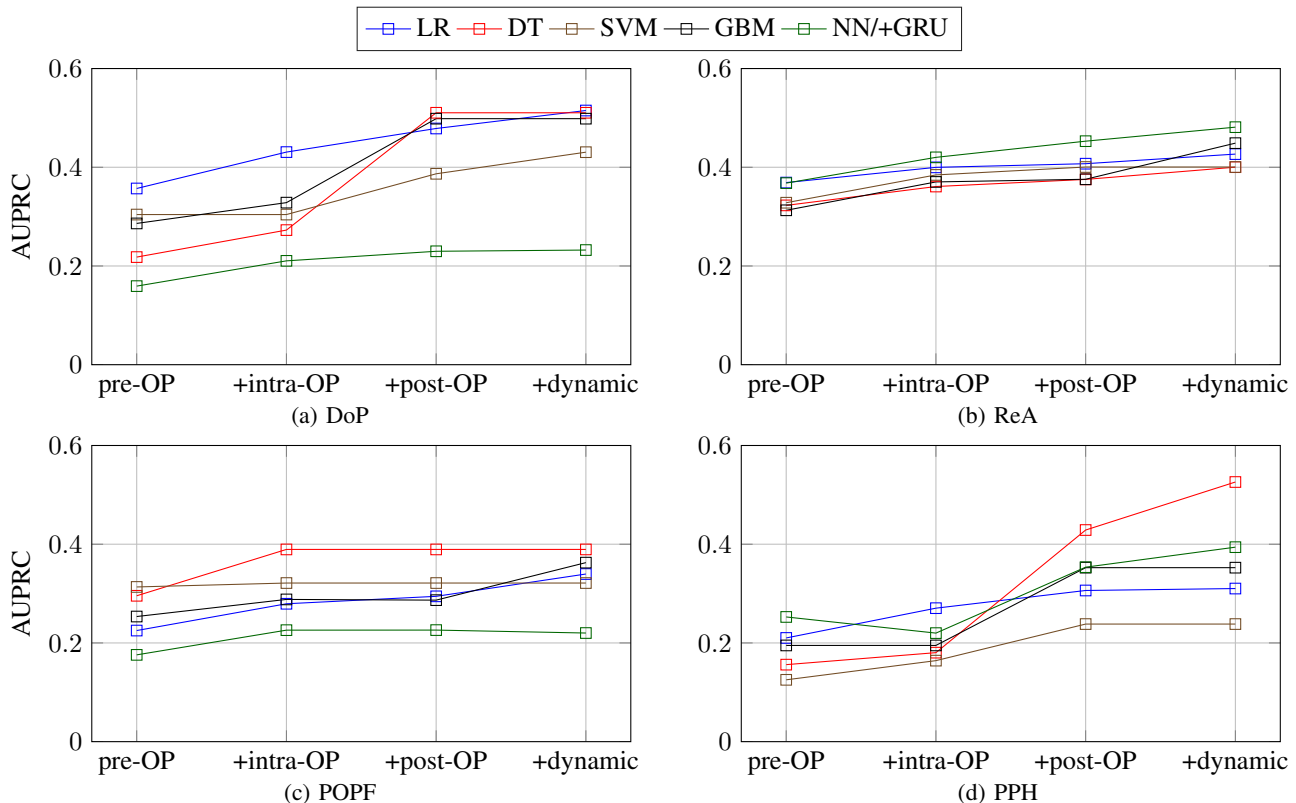 LR DT SVM GBM NN/+GRU
0.6
0.4
0.2
0
AUPRC
pre-OP +intra-OP +post-OP +dynamic
(a) DoP
0.6
0.4
0.2
0
pre-OP +intra-OP +post-OP +dynamic
(b) ReA
0.6
0.4
0.2
0
AUPRC
pre-OP +intra-OP +post-OP +dynamic
(c) POPF
0.6
0.4
0.2
0
pre-OP +intra-OP +post-OP +dynamic
(d) PPH